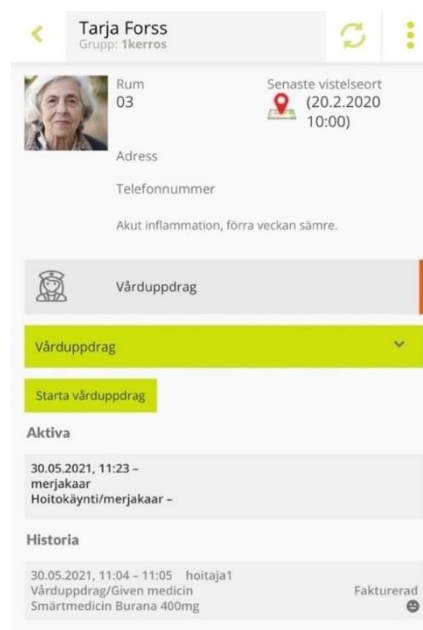 Tarja Forss
Grupp: 1kerros
Rum
03
Senaste vistelseort
(20.2.2020
10:00)
Adress
Telefonnummer
Akut inflammation, förra veckan sämre.
Vårduppdrag
Vårduppdrag
Starta vårduppdrag
Aktiva
30.05.2021, 11:23 –
merjakaar
Hoitokäynti/merjakaar –
Historia
30.05.2021, 11:04 – 11:05 hoitaja1
Vårduppdrag/Given medicin Fakturerad
Smärtmedicin Burana 400mg